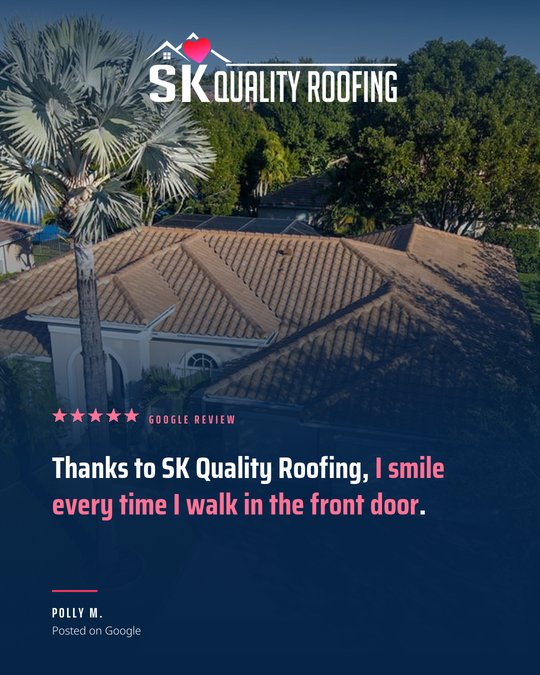 SK QUALITY ROOFING
GOOGLE REVIEW
Thanks to SK Quality Roofing, I smile
every time I walk in the front door.
POLLY M.
Posted on Google